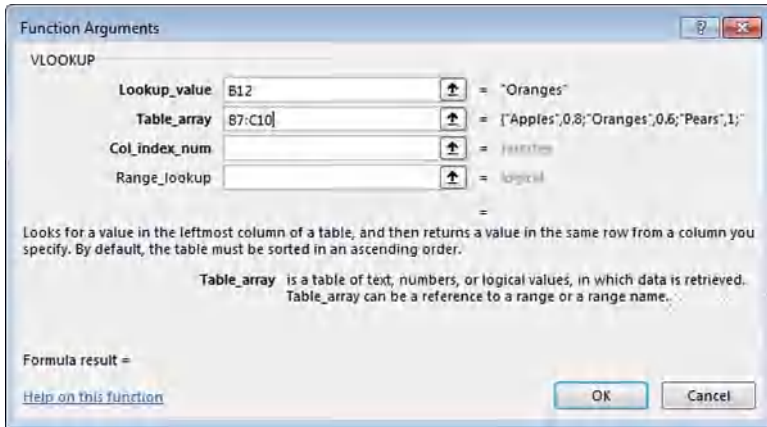 Function Arguments
VLOOKUP
Lookup_value B12 = "Oranges"
Table_array B7:C10 = {"Apples",0.8;"Oranges",0.6;"Pears",1;"
Col_index_num = number
Range_lookup = logical
=
Looks for a value in the leftmost column of a table, and then returns a value in the same row from a column you
specify. By default, the table must be sorted in an ascending order.
Table_array is a table of text, numbers, or logical values, in which data is retrieved.
Table_array can be a reference to a range or a range name.
Formula result =
Help on this function
OK Cancel